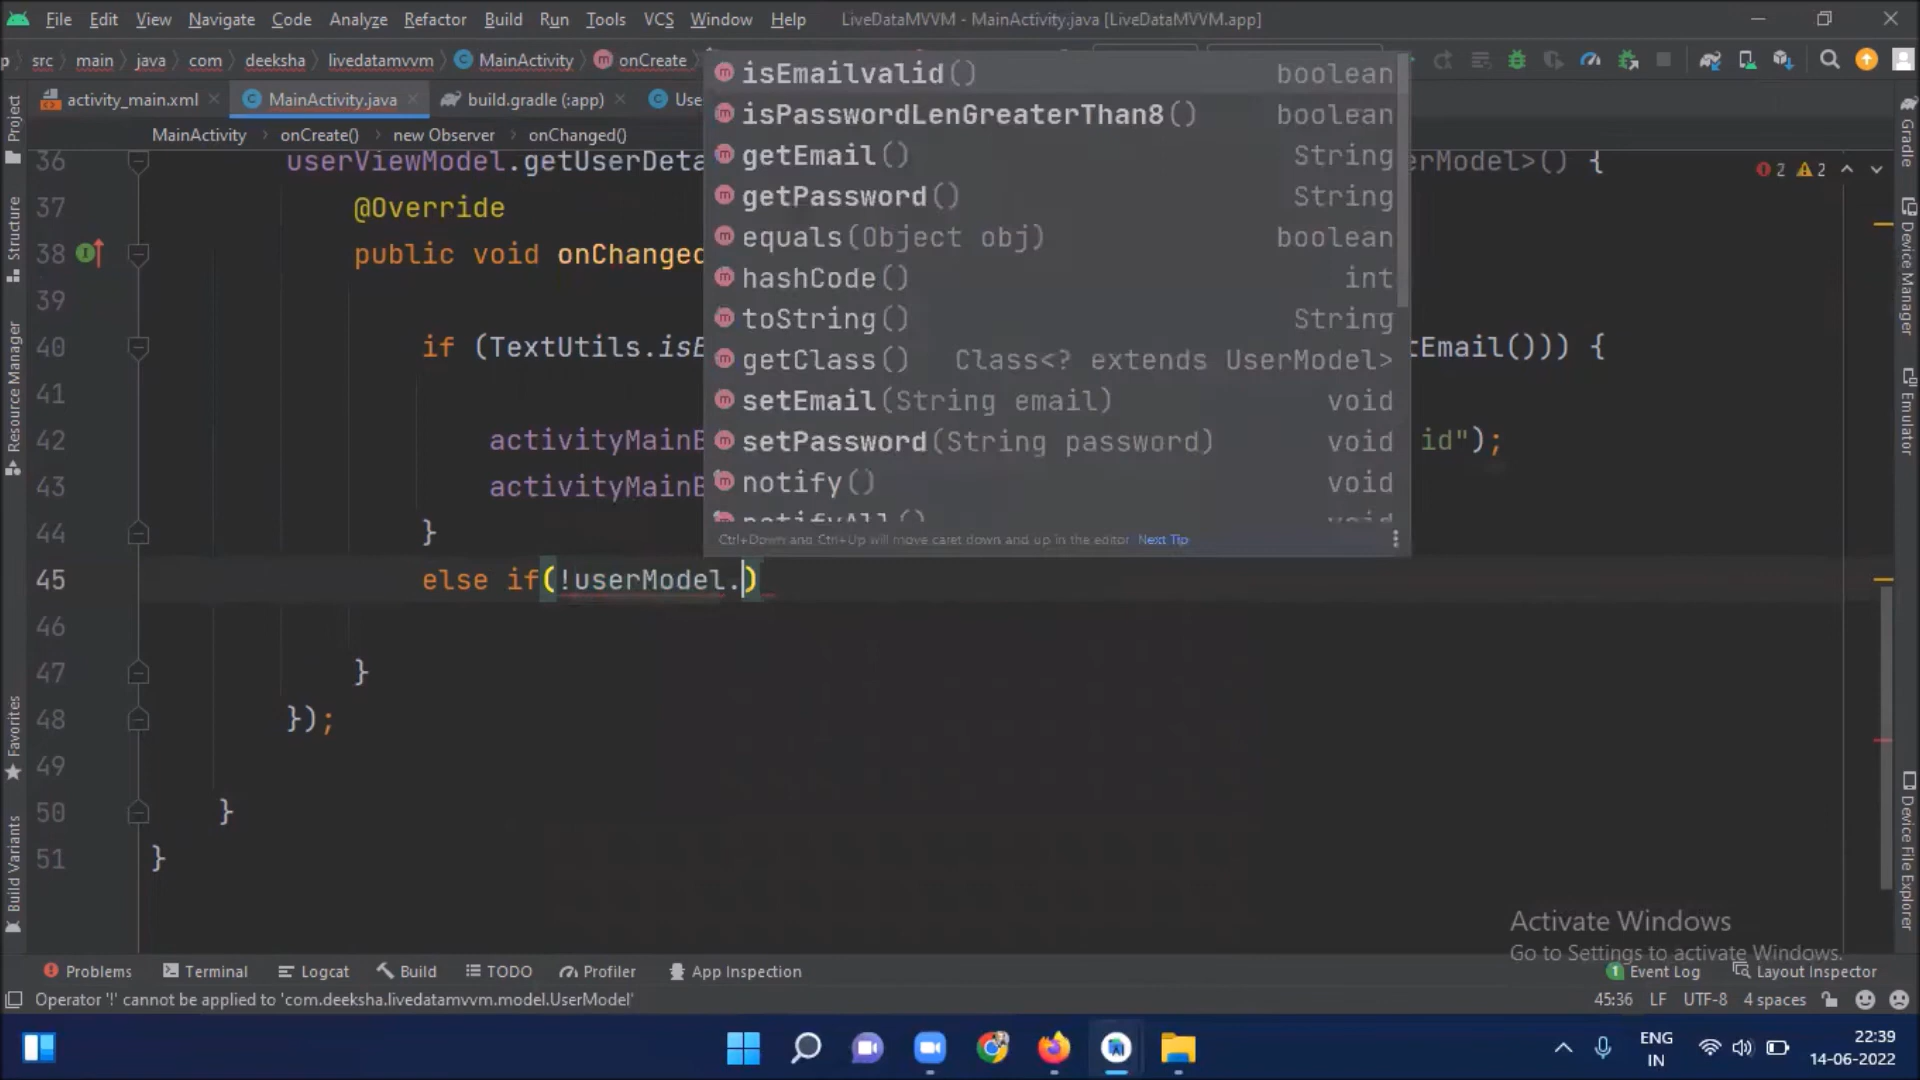 File Edit View Navigate Code Analyze Refactor Build Run Tools VCS Window Help LiveDataMVVM - MainActivity.java [LiveDataMVVM.app]
p src main java com deeksha livedatamvvm MainActivity onCreate
activity_main.xml MainActivity.java build.gradle (:app) Use
MainActivity onCreate() new Observer onChanged()
36 userViewModel.getUserDeta erModel>() {
2 2
37 @Override
38 public void onChanged
39
40 if (TextUtils.isE tEmail())) {
41
42 activityMainB id");
43 activityMainB
44 }
45 else if(!userModel.)
46
47 }
48 });
49
50 }
51 }
isEmailvalid() boolean
isPasswordLenGreaterThan8() boolean
getEmail() String
getPassword() String
equals(Object obj) boolean
hashCode() int
toString() String
getClass() Class<? extends UserModel>
setEmail(String email) void
setPassword(String password) void
notify() void
notifyAll() void
Ctrl+Down and Ctrl+Up will move caret down and up in the editor Next Tip
Project
Structure
Resource Manager
Favorites
Build Variants
Gradle
Device Manager
Emulator
Device File Explorer
Activate Windows
Go to Settings to activate Windows.
Problems Terminal Logcat Build TODO Profiler App Inspection 1 Event Log Layout Inspector
Operator '!' cannot be applied to 'com.deeksha.livedatamvvm.model.UserModel' 45:36 LF UTF-8 4 spaces
ENG
IN
22:39
14-06-2022